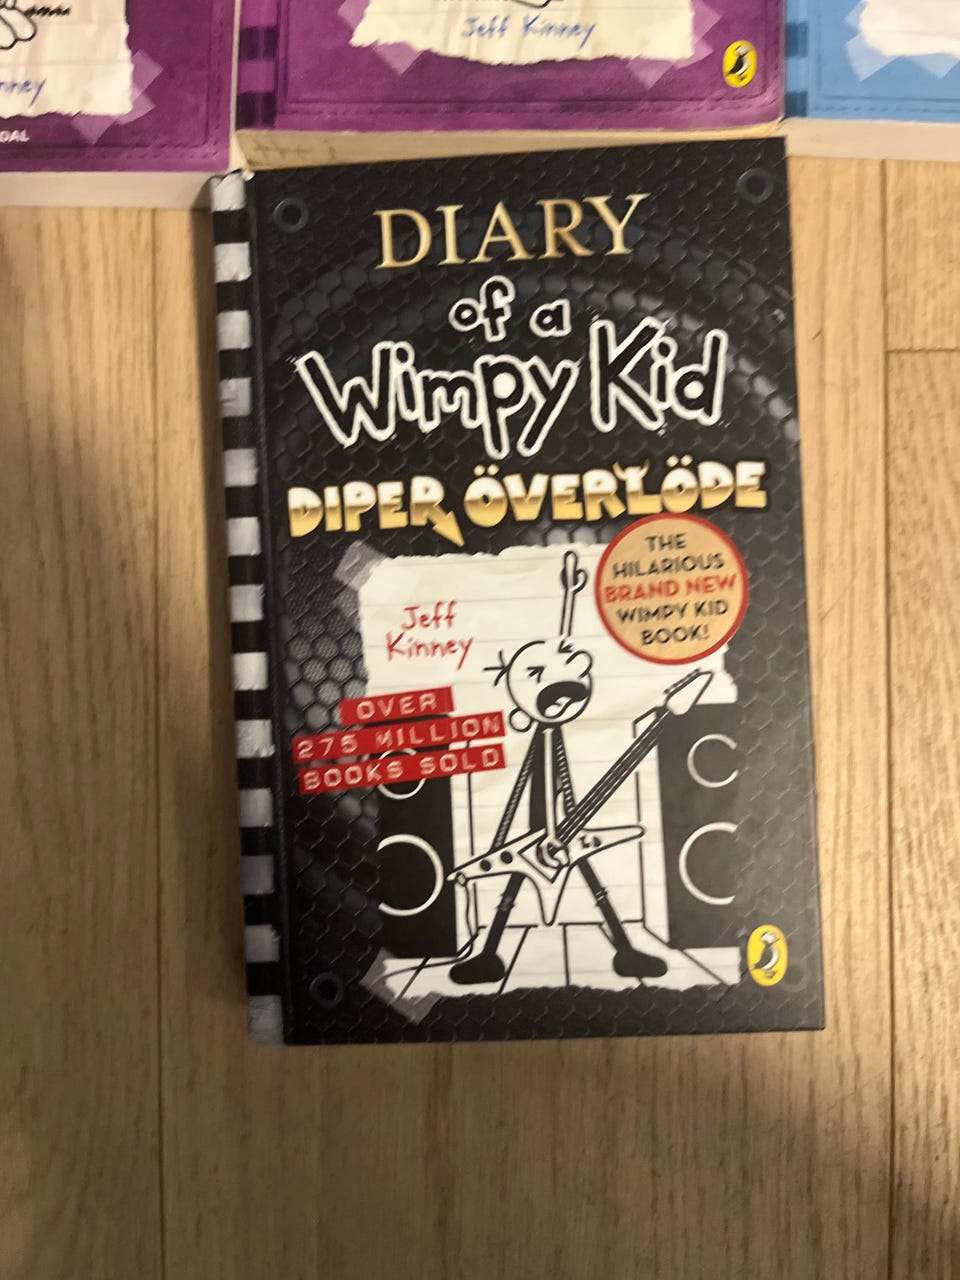 Jeff Kinney
nney
DIARY
of a
Wimpy Kid
DIPER ÖVERLÖDE
THE
HILARIOUS
BRAND NEW
WIMPY KID
BOOK!
Jeff
Kinney
OVER
275 MILLION
BOOKS SOLD